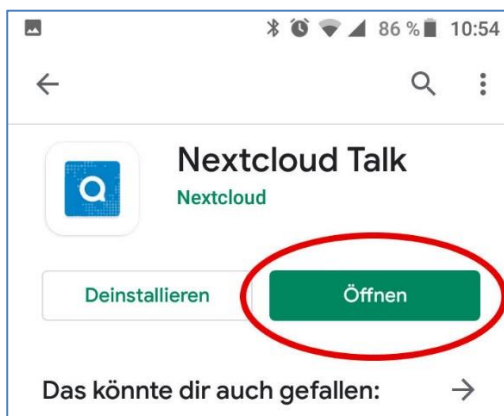 86 % 10:54
Nextcloud Talk
Nextcloud
Deinstallieren Öffnen
Das könnte dir auch gefallen: